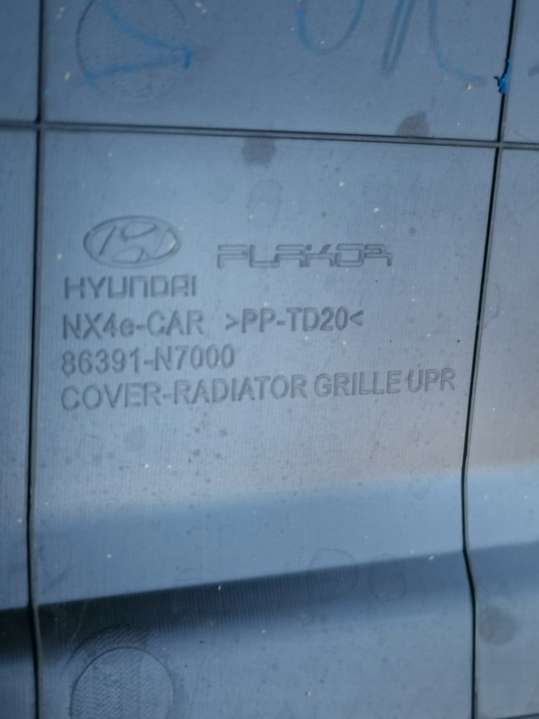 HYUNDAI PLAKOR
NX4e-CAR >PP-TD20<
86391-N7000
COVER-RADIATOR GRILLE UPR